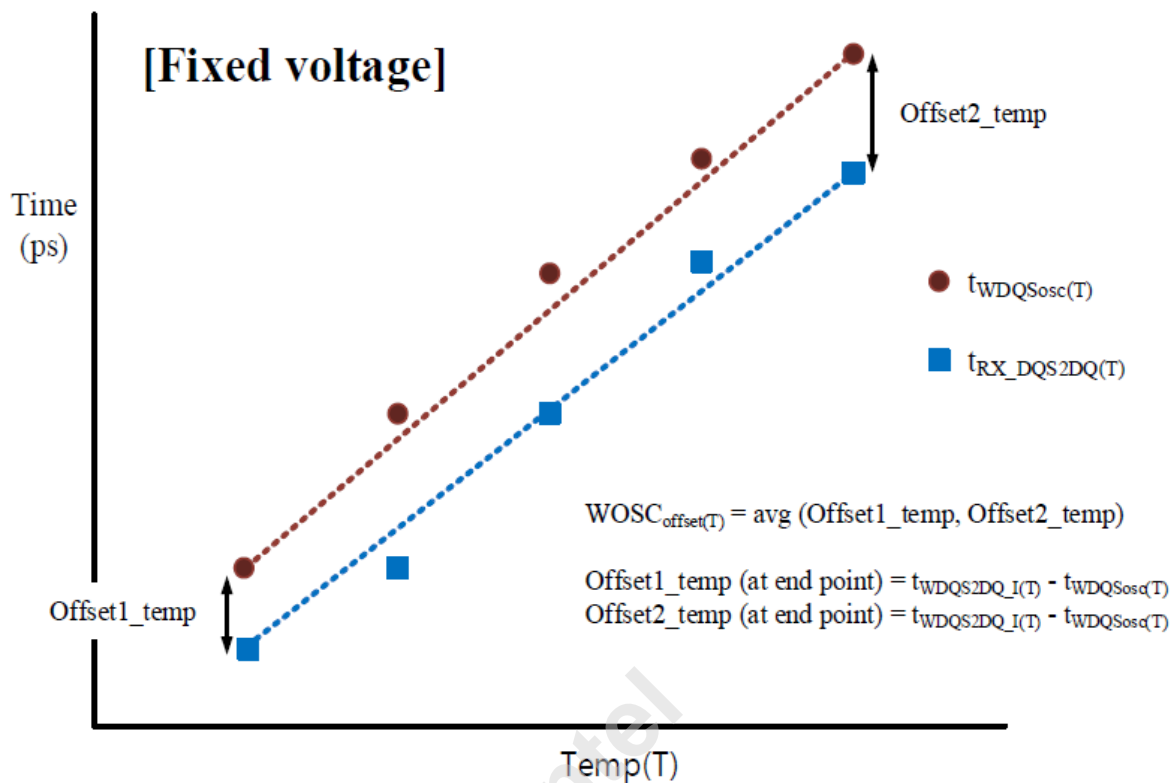 [Fixed voltage]
Offset2_temp
Time
(ps)
tWDQSosc(T)
tRX_DQS2DQ(T)
WOSCoffset(T) = avg (Offset1_temp, Offset2_temp)
Offset1_temp (at end point) = tWDQS2DQ_I(T) - tWDQSosc(T)
Offset2_temp (at end point) = tWDQS2DQ_I(T) - tWDQSosc(T)
Offset1_temp
Temp(T)